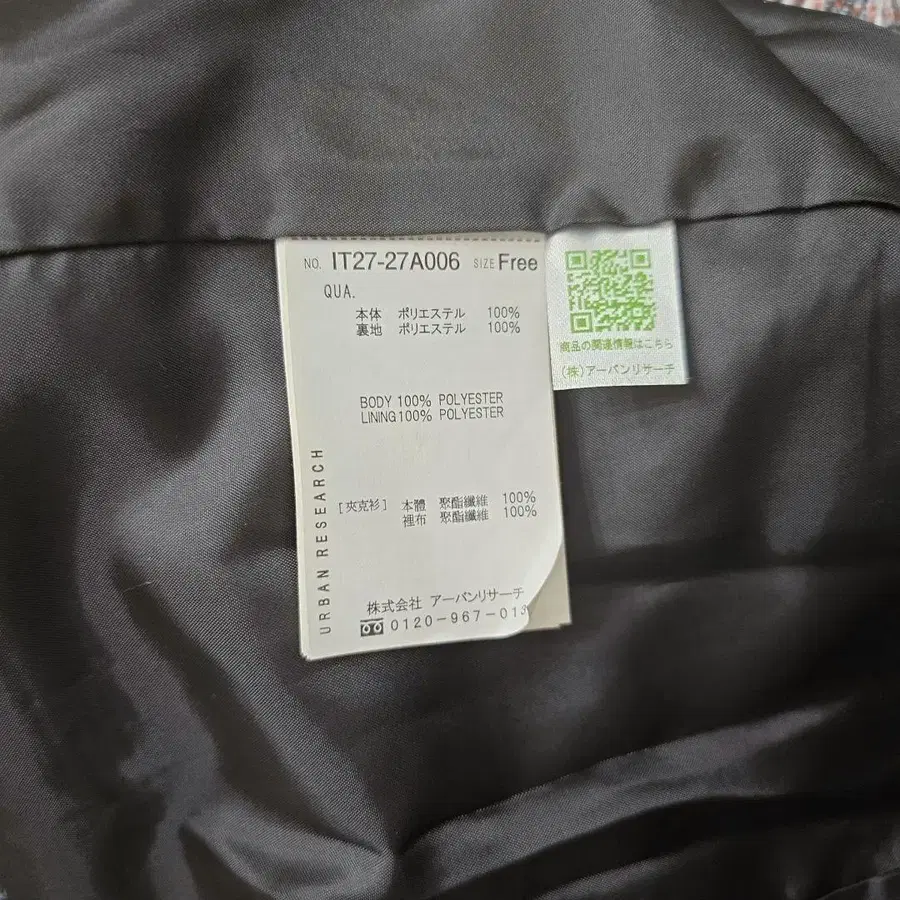 NO. IT27-27A006 SIZE Free
QUA.
本体 ポリエステル 100%
裏地 ポリエステル 100%
BODY 100% POLYESTER
LINING 100% POLYESTER
[夾克衫] 本體 聚酯纖維 100%
裡布 聚酯纖維 100%
URBAN RESEARCH
株式会社 アーバンリサーチ
0120-967-013
商品の関連情報はこちら
(株)アーバンリサーチ